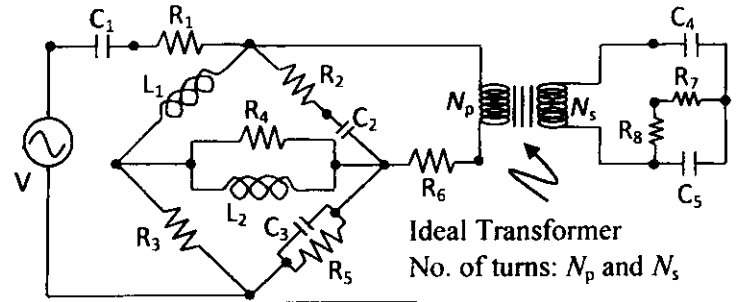 C1
R1
C4
L1
R2
R7
R4
Np
Ns
C2
R8
V
L2
R6
C5
R3
C3
R5
Ideal Transformer
No. of turns: Np and Ns